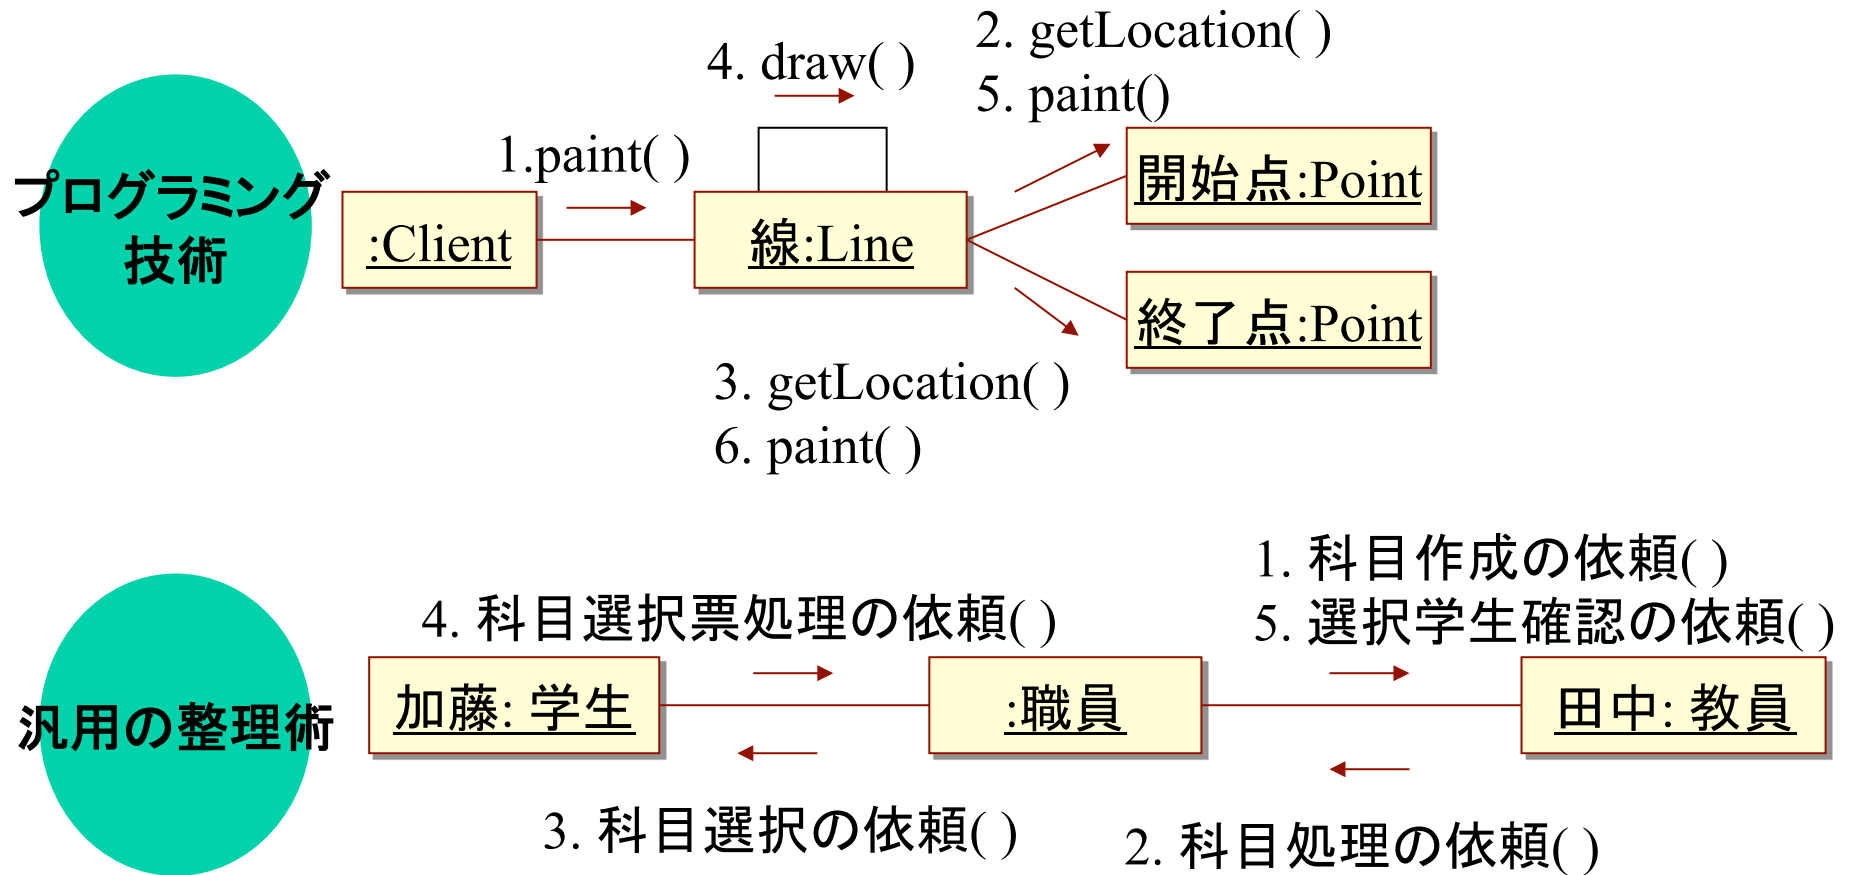 プログラミング
技術
1.paint( )
4. draw( )
2. getLocation( )
5. paint()
:Client
線:Line
開始点:Point
終了点:Point
3. getLocation( )
6. paint( )
汎用の整理術
4. 科目選択票処理の依頼( )
1. 科目作成の依頼( )
5. 選択学生確認の依頼( )
加藤: 学生
:職員
田中: 教員
3. 科目選択の依頼( )
2. 科目処理の依頼( )